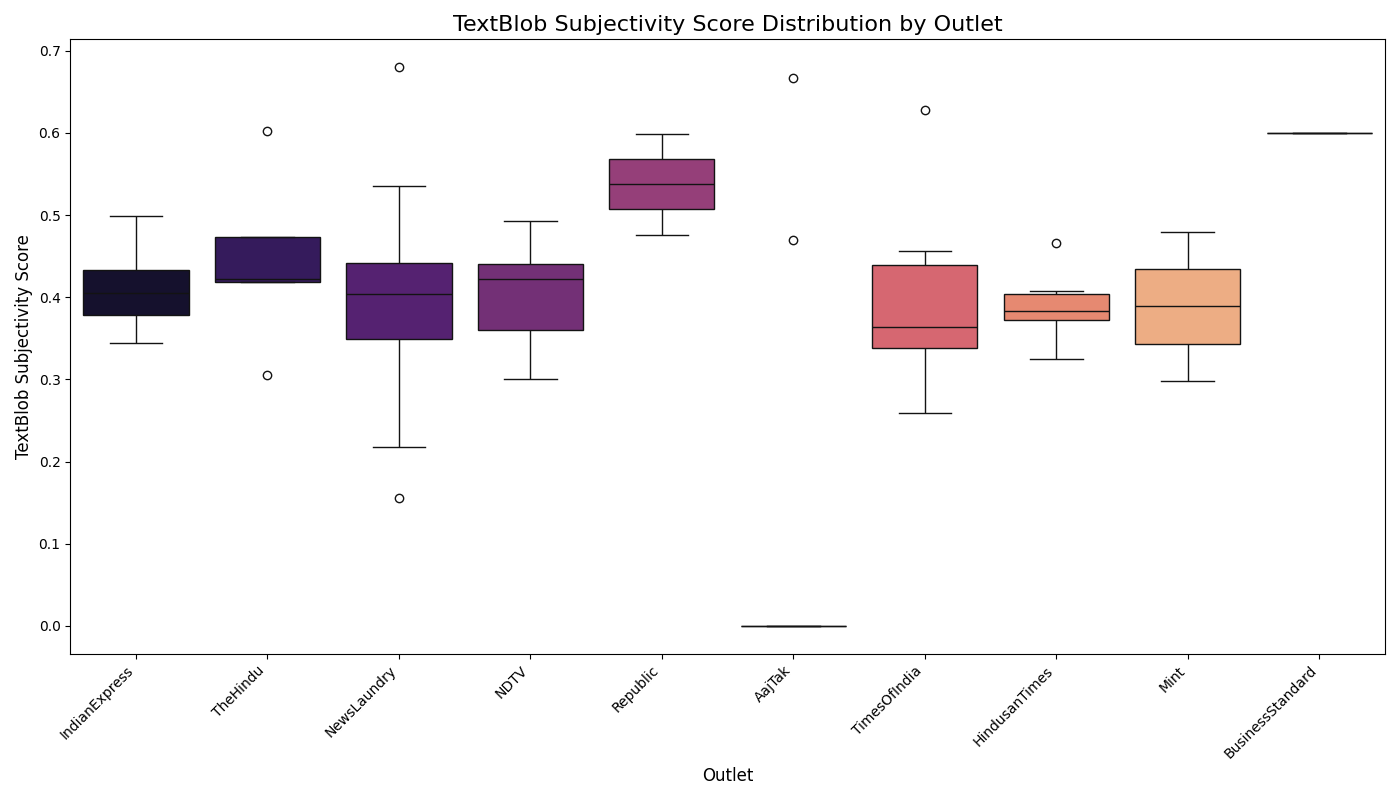 TextBlob Subjectivity Score Distribution by Outlet
TextBlob Subjectivity Score
0.7
0.6
0.5
0.4
0.3
0.2
0.1
0.0
IndianExpress
TheHindu
NewsLaundry
NDTV
Republic
AajTak
TimesOfIndia
HindusanTimes
Mint
BusinessStandard
Outlet